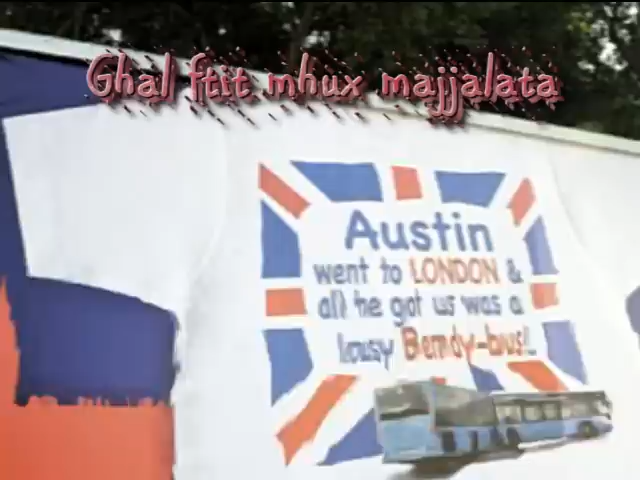 Ghal ftit mhux majjalata
Austin
went to LONDON &
all he got us was a
lousy Bendy-bus!.